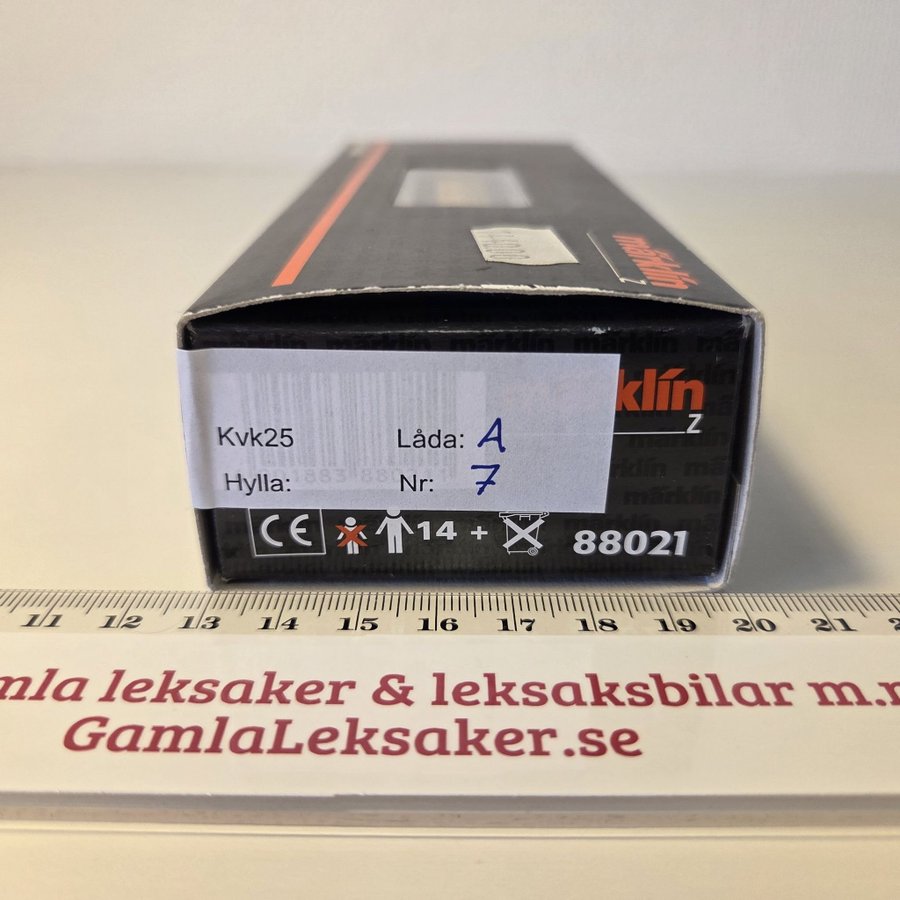 märklin
Z
märklin märklin märklin
klin
Z
Kvk25 Låda: A
Hylla: Nr: 7
märklin
CE 14 + 88021
11 12 13 14 15 16 17 18 19 20 21
mla leksaker & leksaksbilar m.m
GamlaLeksaker.se